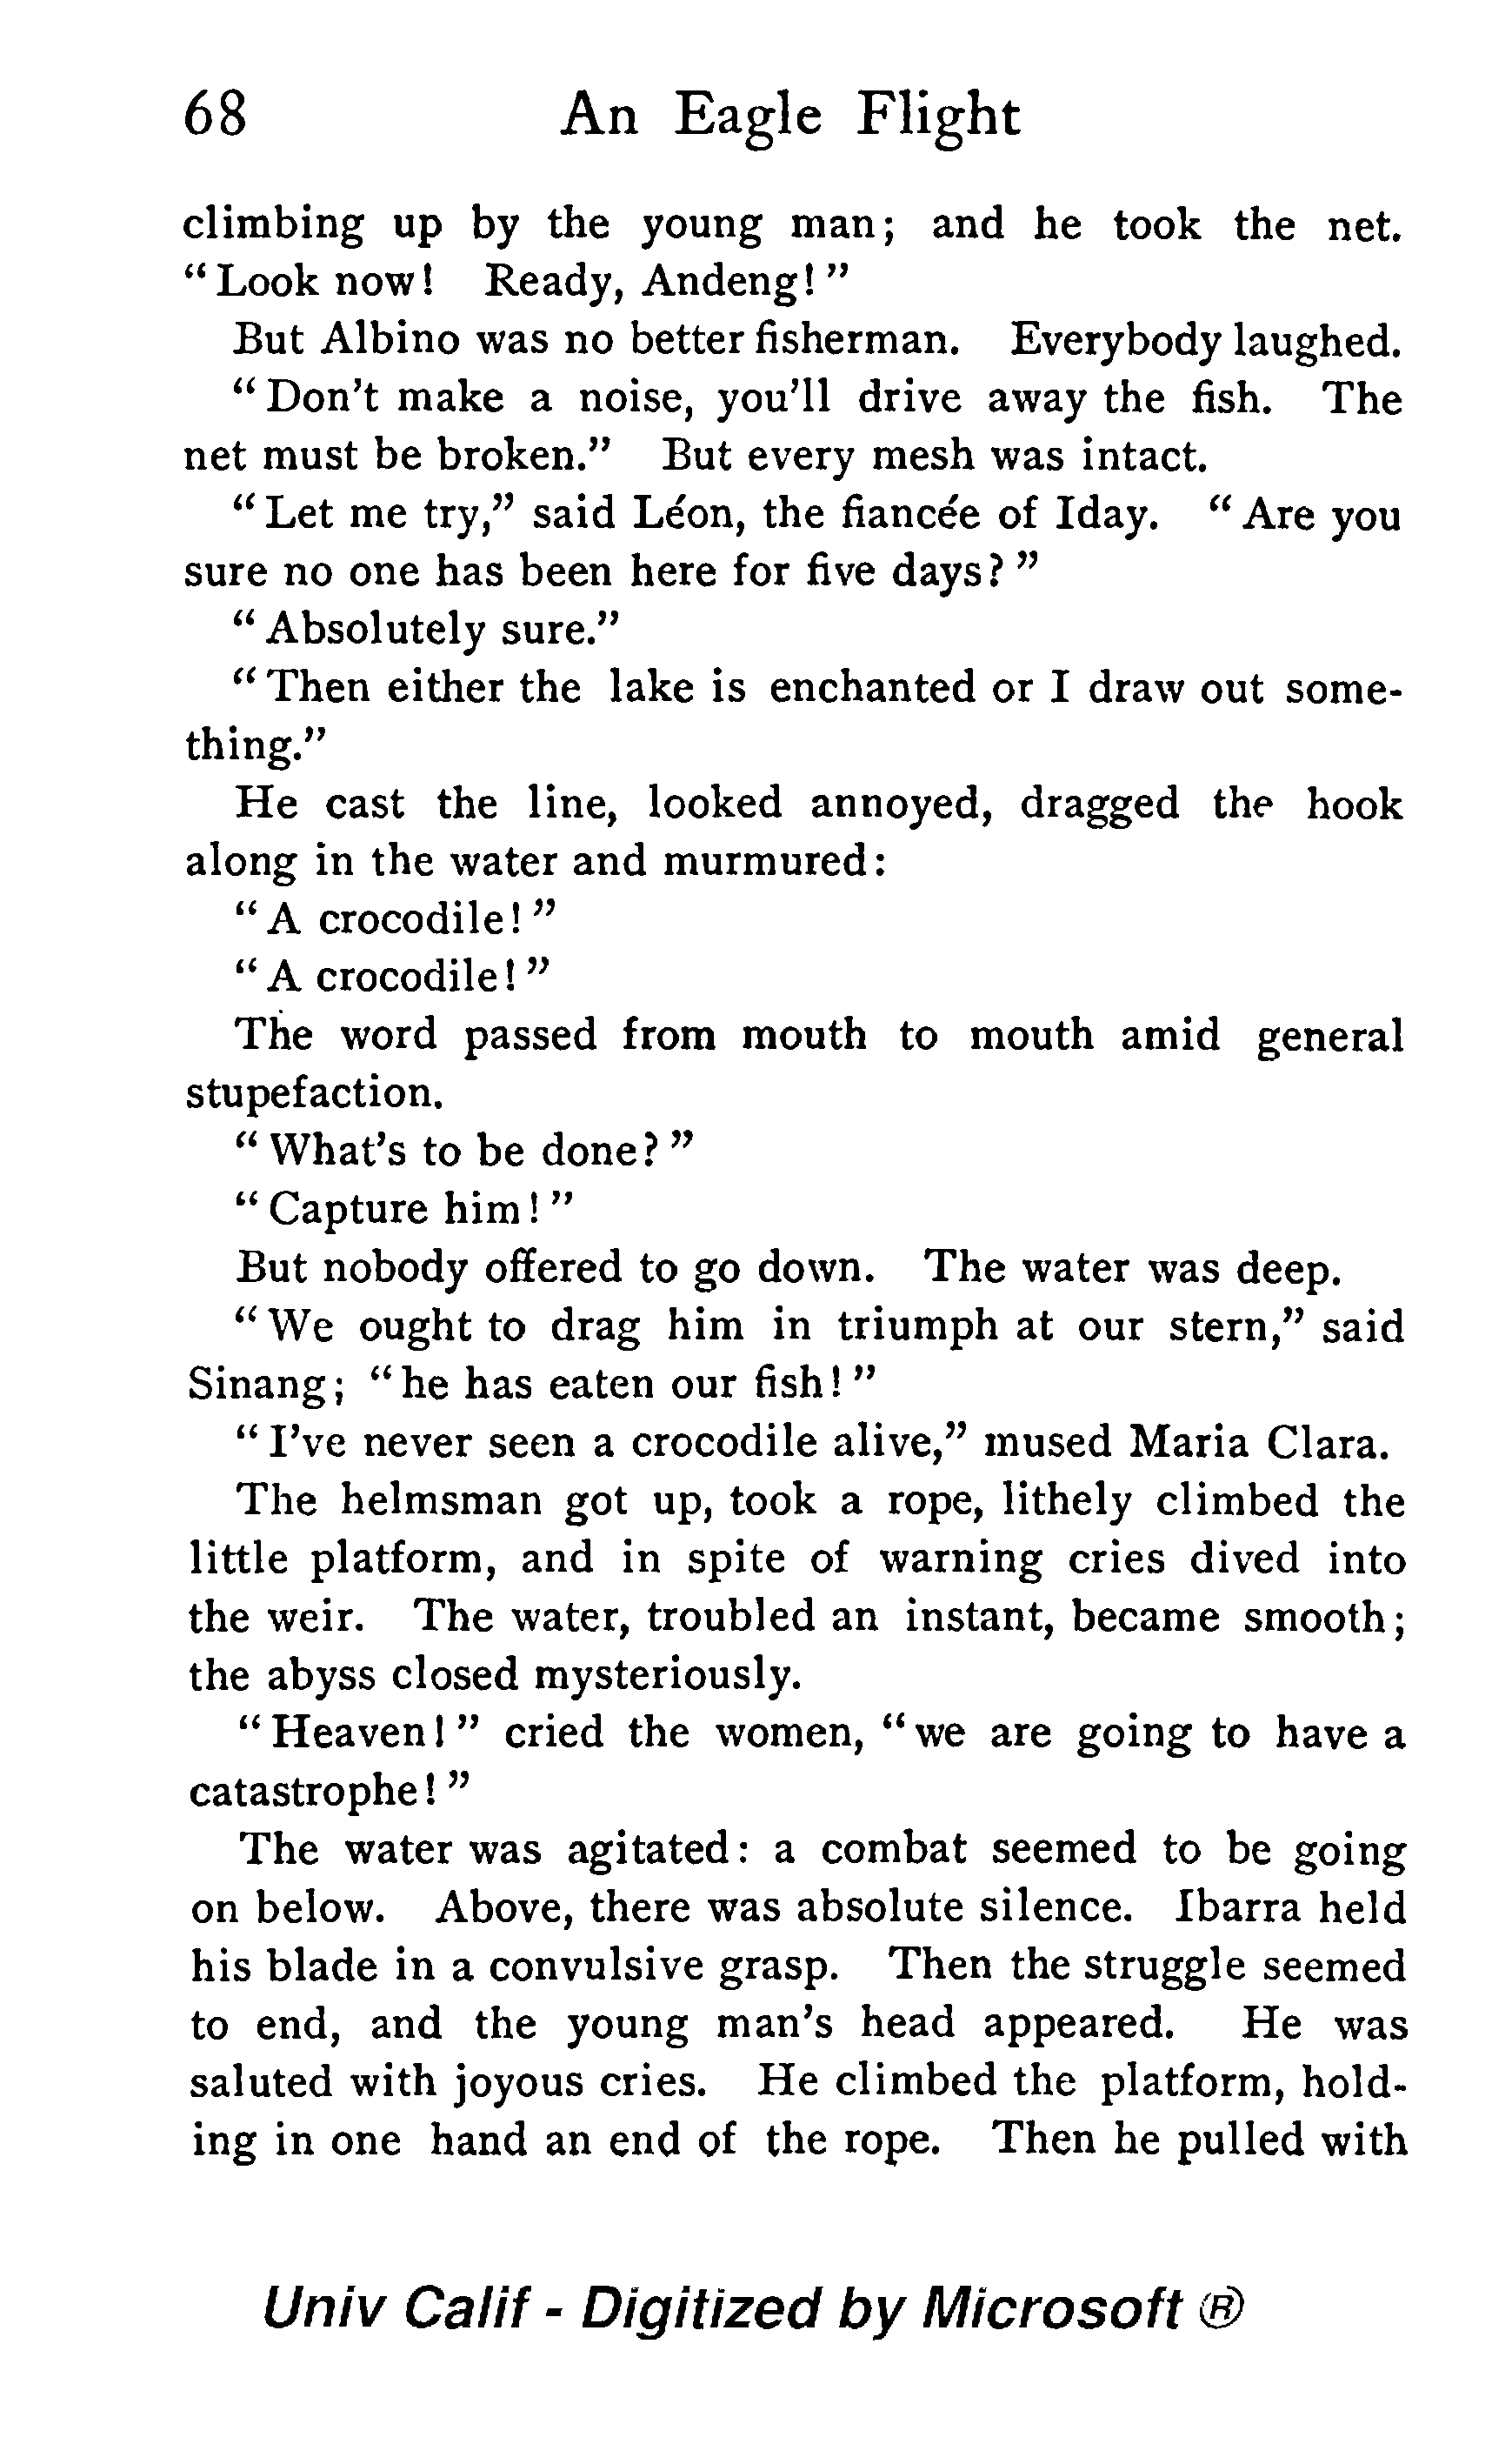 68 An Eagle Flight
climbing up by the young man; and he took the net.
"Look now! Ready, Andeng!"
But Albino was no better fisherman. Everybody laughed.
"Don't make a noise, you'll drive away the fish. The
net must be broken." But every mesh was intact.
"Let me try," said Léon, the fiancée of Iday. "Are you
sure no one has been here for five days?"
"Absolutely sure."
"Then either the lake is enchanted or I draw out some-
thing."
He cast the line, looked annoyed, dragged the hook
along in the water and murmured:
"A crocodile!"
"A crocodile!"
The word passed from mouth to mouth amid general
stupefaction.
"What's to be done?"
"Capture him!"
But nobody offered to go down. The water was deep.
"We ought to drag him in triumph at our stern," said
Sinang; "he has eaten our fish!"
"I've never seen a crocodile alive," mused Maria Clara.
The helmsman got up, took a rope, lithely climbed the
little platform, and in spite of warning cries dived into
the weir. The water, troubled an instant, became smooth;
the abyss closed mysteriously.
"Heaven!" cried the women, "we are going to have a
catastrophe!"
The water was agitated: a combat seemed to be going
on below. Above, there was absolute silence. Ibarra held
his blade in a convulsive grasp. Then the struggle seemed
to end, and the young man's head appeared. He was
saluted with joyous cries. He climbed the platform, hold-
ing in one hand an end of the rope. Then he pulled with
Univ Calif - Digitized by Microsoft ®